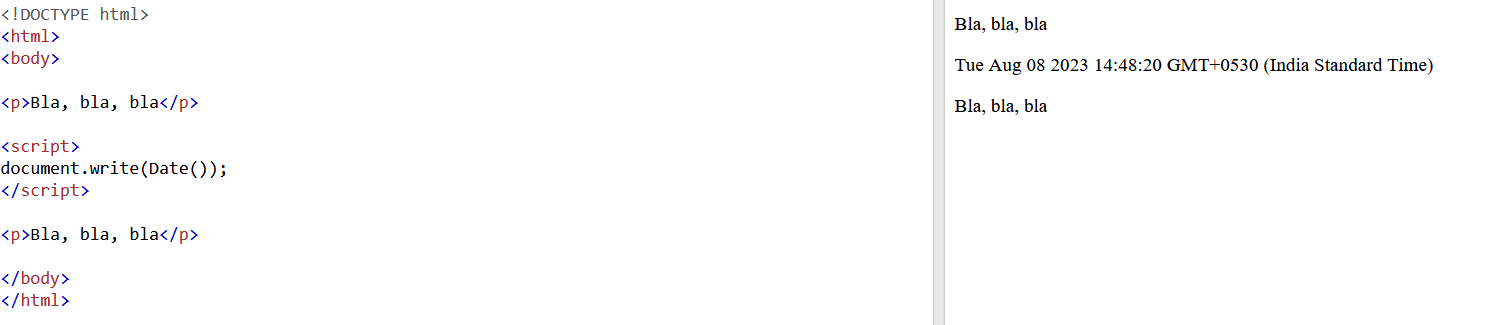 <!DOCTYPE html>
<html>
<body>
<p>Bla, bla, bla</p>
<script>
document.write(Date());
</script>
<p>Bla, bla, bla</p>
</body>
</html>
Bla, bla, bla
Tue Aug 08 2023 14:48:20 GMT+0530 (India Standard Time)
Bla, bla, bla